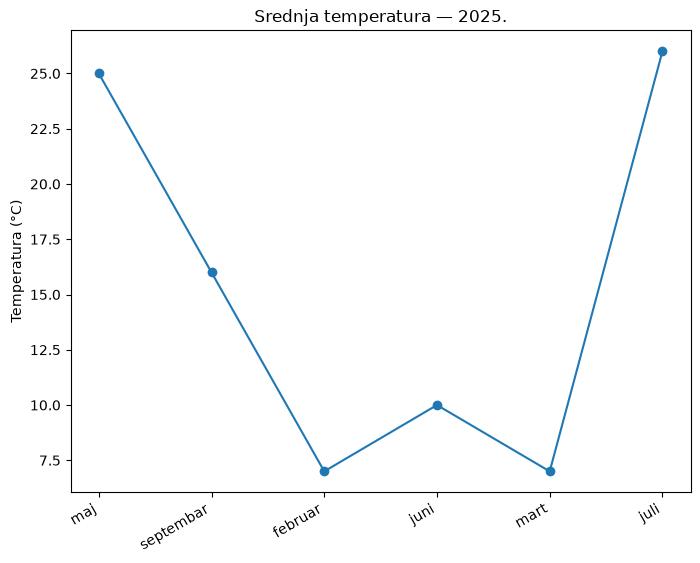 Srednja temperatura — 2025.
Temperatura (°C)
25.0
22.5
20.0
17.5
15.0
12.5
10.0
7.5
maj
septembar
februar
juni
mart
juli